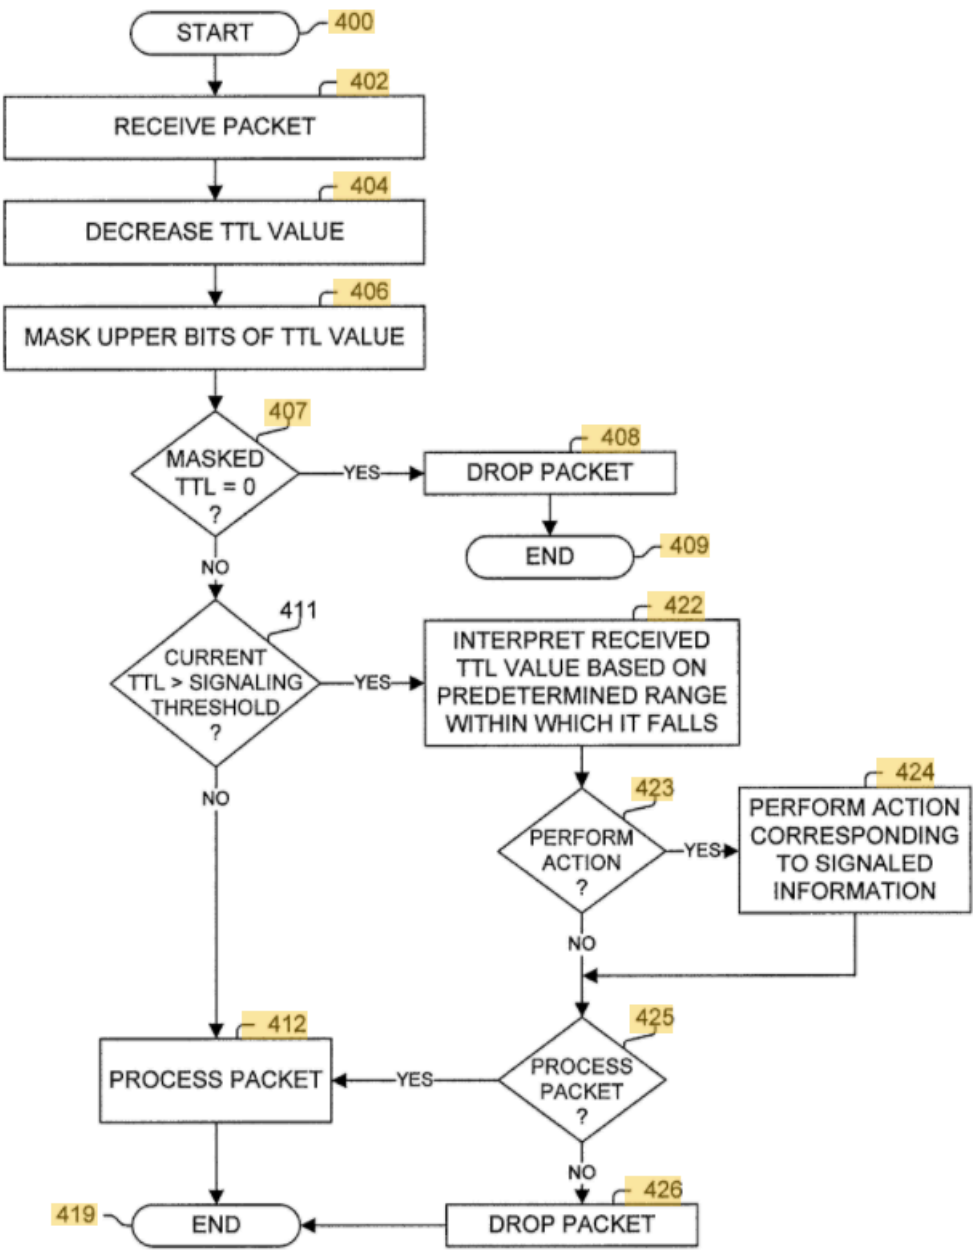 START
400
402
RECEIVE PACKET
404
DECREASE TTL VALUE
406
MASK UPPER BITS OF TTL VALUE
407
MASKED
TTL = 0
?
YES
408
DROP PACKET
END
409
NO
411
CURRENT
TTL > SIGNALING
THRESHOLD
?
YES
422
INTERPRET RECEIVED
TTL VALUE BASED ON
PREDETERMINED RANGE
WITHIN WHICH IT FALLS
NO
423
PERFORM
ACTION
?
YES
424
PERFORM ACTION
CORRESPONDING
TO SIGNALED
INFORMATION
NO
425
PROCESS
PACKET
?
YES
412
PROCESS PACKET
NO
426
DROP PACKET
419
END